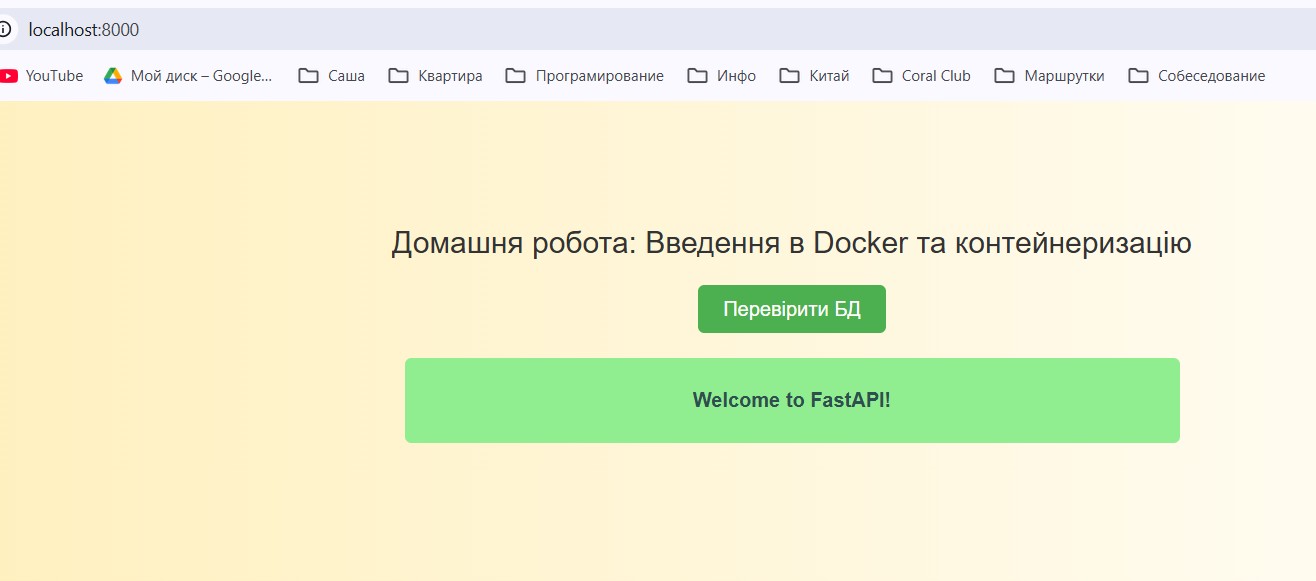 localhost:8000
YouTube Мой диск – Google... Саша Квартира Програмирование Инфо Китай Coral Club Маршрутки Собеседование
Домашня робота: Введення в Docker та контейнеризацію
Перевірити БД
Welcome to FastAPI!